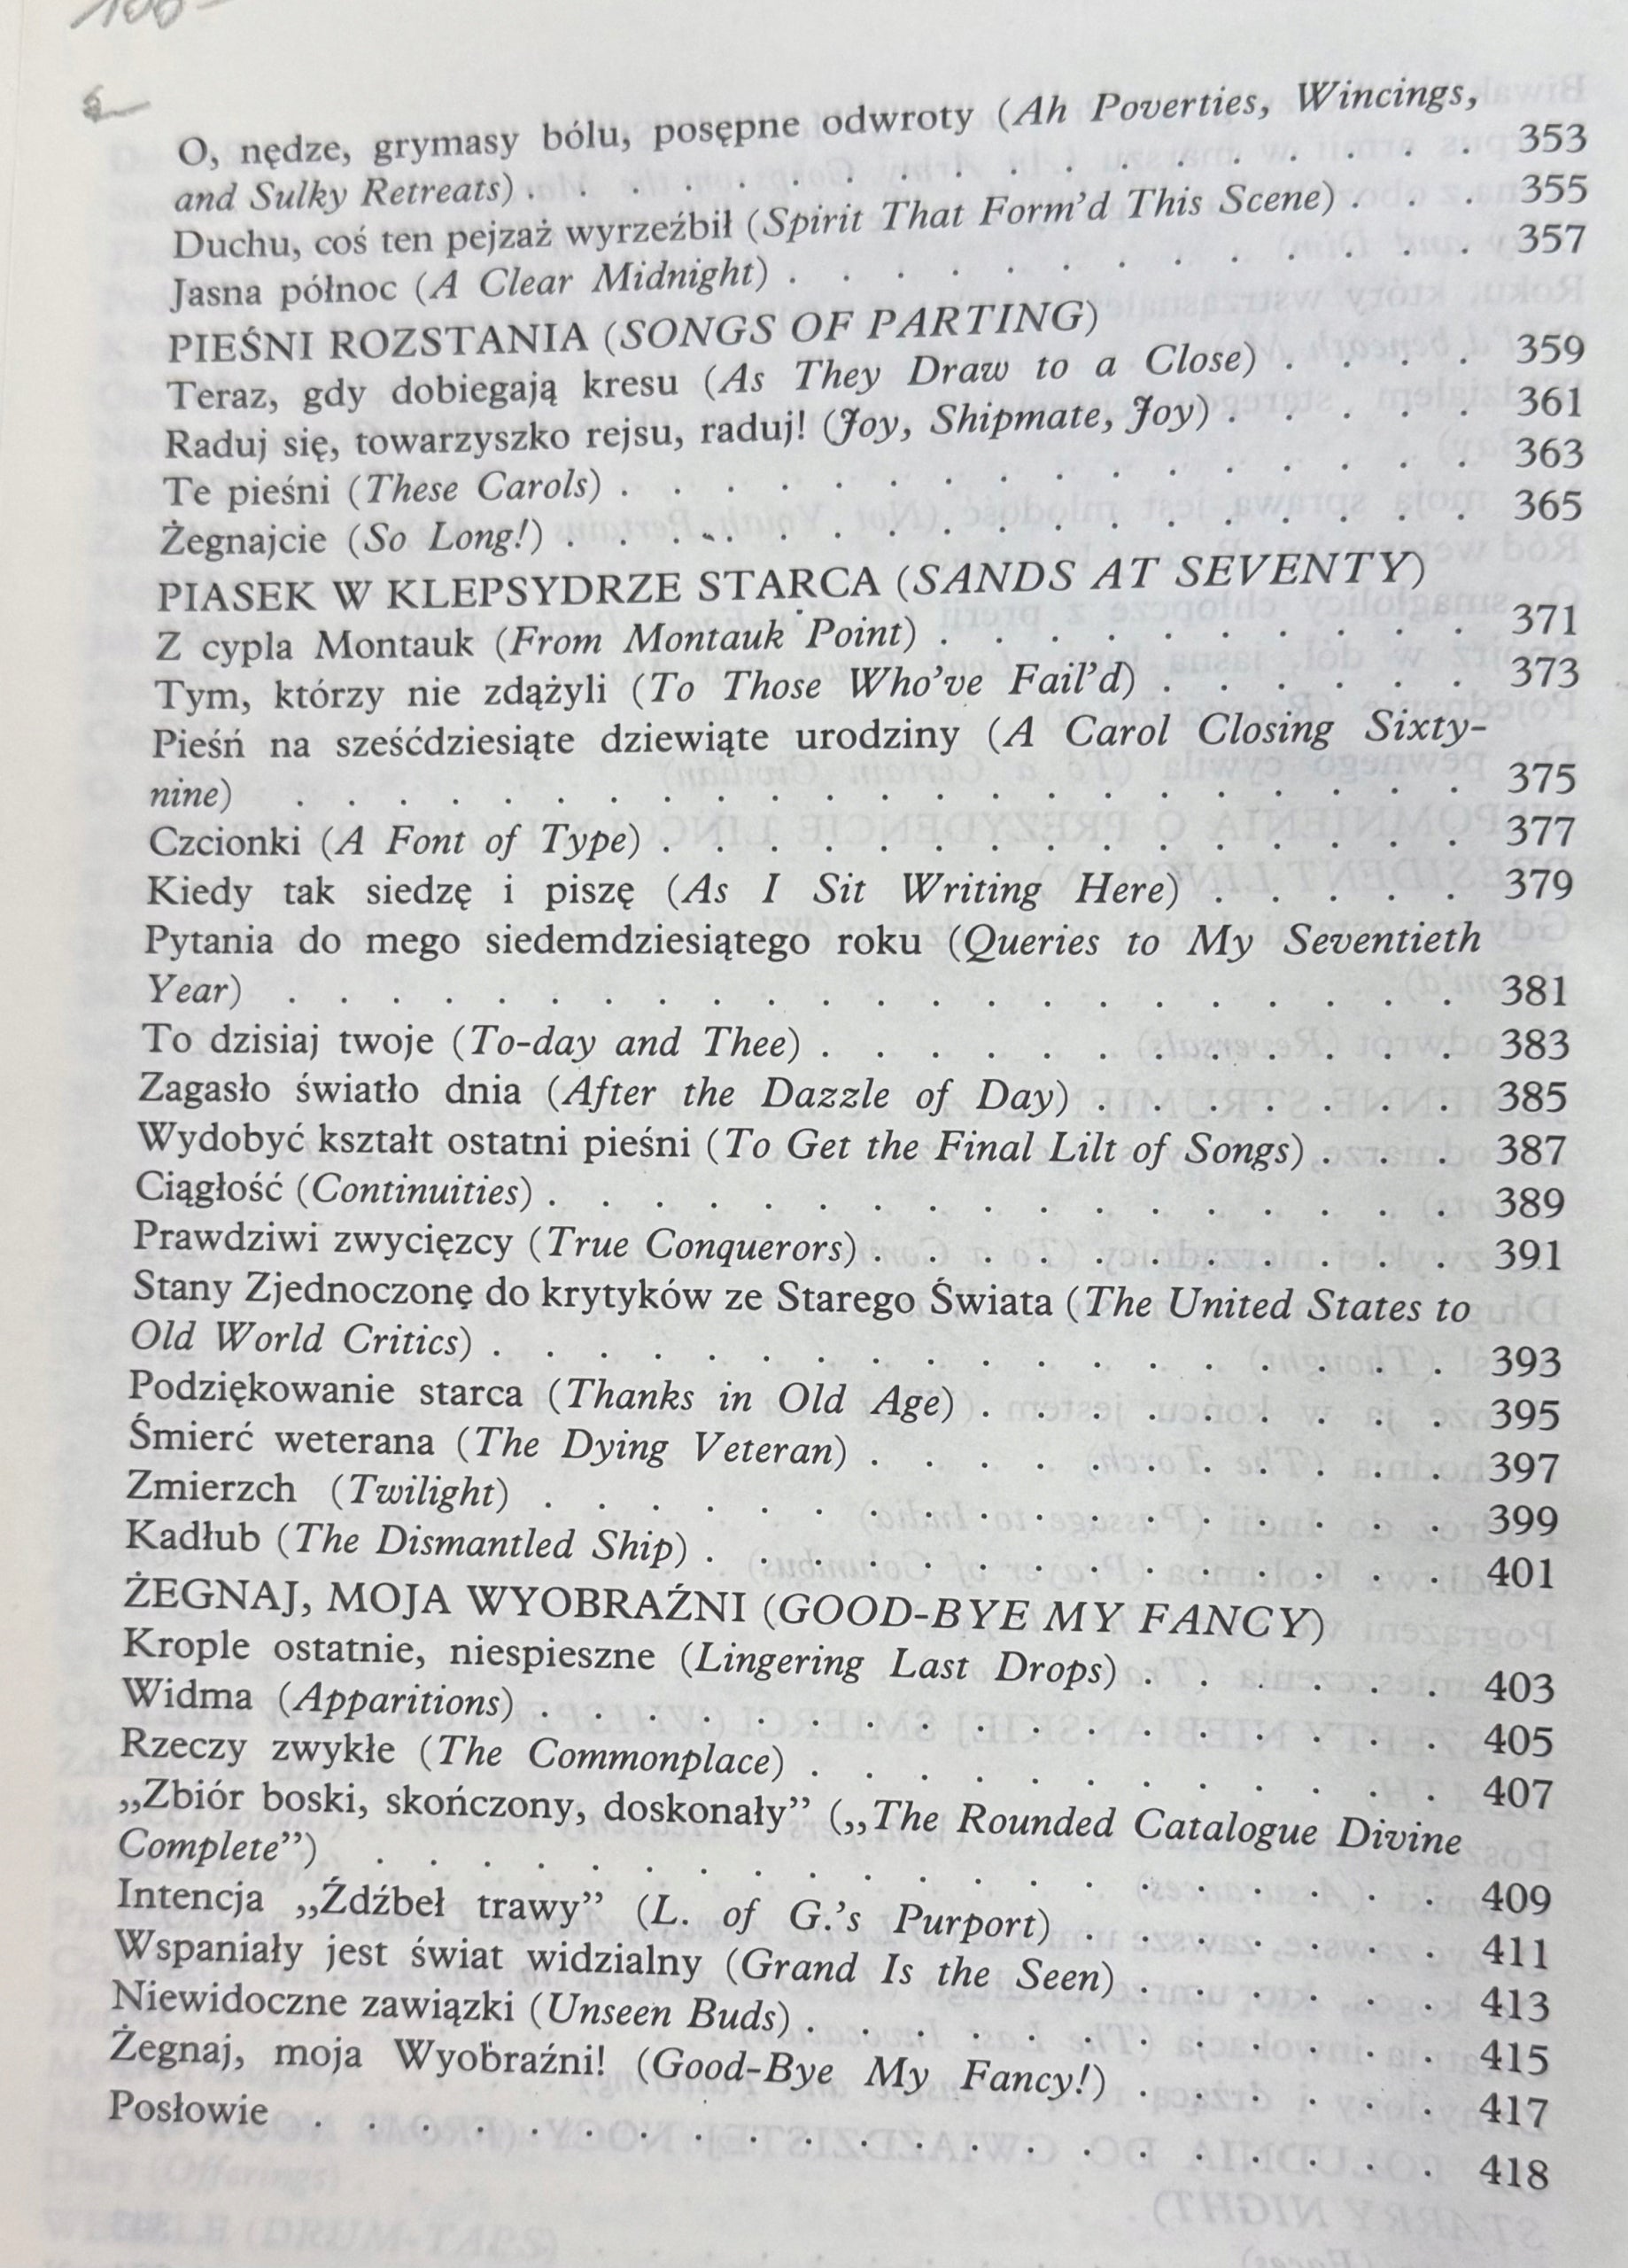 O, nędze, grymasy bólu, posępne odwroty (Ah Poverties, Wincings,
and Sulky Retreats) . . . . . . . . . . . . . . . . . . 353
Duchu, coś ten pejzaż wyrzeźbił (Spirit That Form'd This Scene) . . . 355
Jasna północ (A Clear Midnight) . . . . . . . . . . . . . 357
PIEŚNI ROZSTANIA (SONGS OF PARTING)
Teraz, gdy dobiegają kresu (As They Draw to a Close) . . . . 359
Raduj się, towarzyszko rejsu, raduj! (Joy, Shipmate, Joy) . . . . . 361
Te pieśni (These Carols) . . . . . . . . . . . . . . . . 363
Żegnajcie (So Long!) . . . . . . . . . . . . . . . . . 365
PIASEK W KLEPSYDRZE STARCA (SANDS AT SEVENTY)
Z cypla Montauk (From Montauk Point) . . . . . . . . . . 371
Tym, którzy nie zdążyli (To Those Who've Fail'd) . . . . . . 373
Pieśń na sześćdziesiąte dziewiąte urodziny (A Carol Closing Sixty-
nine) . . . . . . . . . . . . . . . . . . . . . . 375
Czcionki (A Font of Type) . . . . . . . . . . . . . . . 377
Kiedy tak siedzę i piszę (As I Sit Writing Here) . . . . . 379
Pytania do mego siedemdziesiątego roku (Queries to My Seventieth
Year) . . . . . . . . . . . . . . . . . . . . . . 381
To dzisiaj twoje (To-day and Thee) . . . . . . . . . . . . 383
Zagasło światło dnia (After the Dazzle of Day) . . . . . . . 385
Wydobyć kształt ostatni pieśni (To Get the Final Lilt of Songs) . . . 387
Ciągłość (Continuities) . . . . . . . . . . . . . . . . . 389
Prawdziwi zwycięzcy (True Conquerors) . . . . . . . . . . . 391
Stany Zjednoczonę do krytyków ze Starego Świata (The United States to
Old World Critics) . . . . . . . . . . . . . . . . . . 393
Podziękowanie starca (Thanks in Old Age) . . . . . . . . . 395
Śmierć weterana (The Dying Veteran) . . . . . . . . . . . 397
Zmierzch (Twilight) . . . . . . . . . . . . . . . . . 399
Kadłub (The Dismantled Ship) . . . . . . . . . . . . . . 401
ŻEGNAJ, MOJA WYOBRAŹNI (GOOD-BYE MY FANCY)
Krople ostatnie, niespieszne (Lingering Last Drops) . . . . . . 403
Widma (Apparitions) . . . . . . . . . . . . . . . . . 405
Rzeczy zwykłe (The Commonplace) . . . . . . . . . . . . 407
„Zbiór boski, skończony, doskonały” („The Rounded Catalogue Divine
Complete”) . . . . . . . . . . . . . . . . . . . . 409
Intencja „Źdźbeł trawy” (L. of G.'s Purport) . . . . . . . 411
Wspaniały jest świat widzialny (Grand Is the Seen) . . . . . . 413
Niewidoczne zawiązki (Unseen Buds) . . . . . . . . . . . . 415
Żegnaj, moja Wyobraźni! (Good-Bye My Fancy!) . . . . . . 417
Posłowie . . . . . . . . . . . . . . . . . . . . . 418